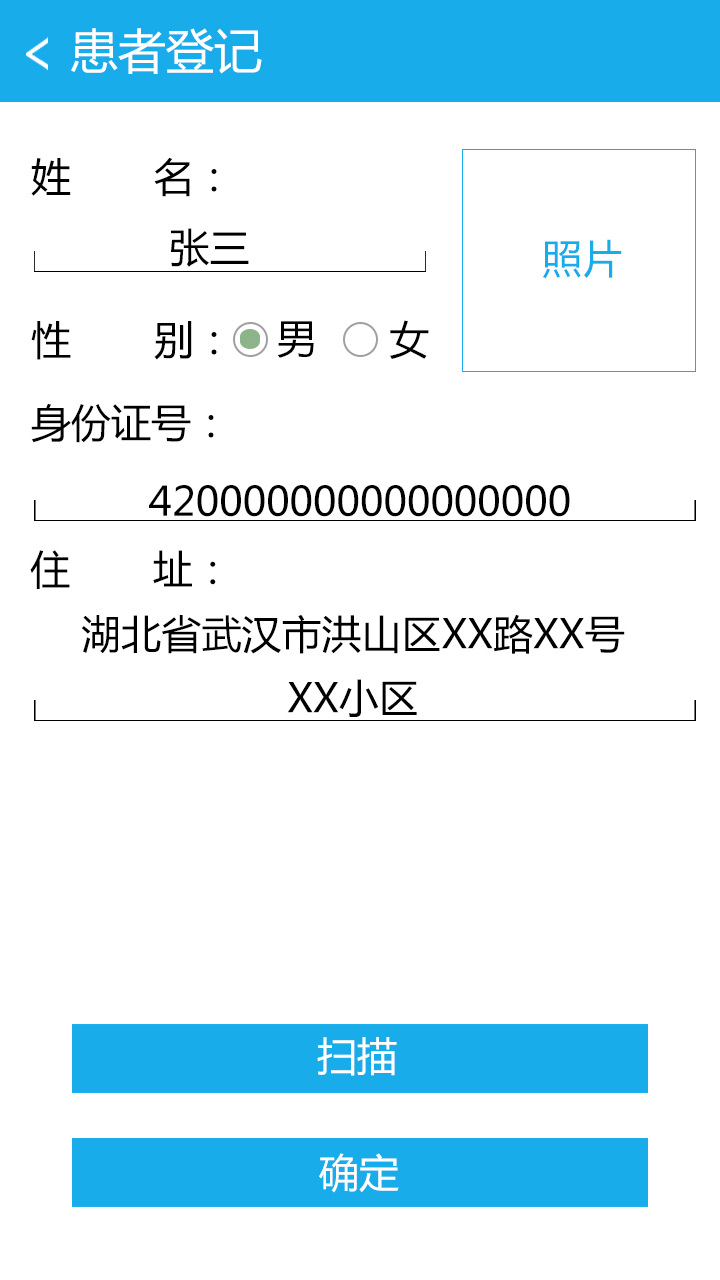 < 患者登记
姓 名：
张三
照片
性 别：男 女
身份证号：
420000000000000000
住 址：
湖北省武汉市洪山区XX路XX号
XX小区
扫描
确定